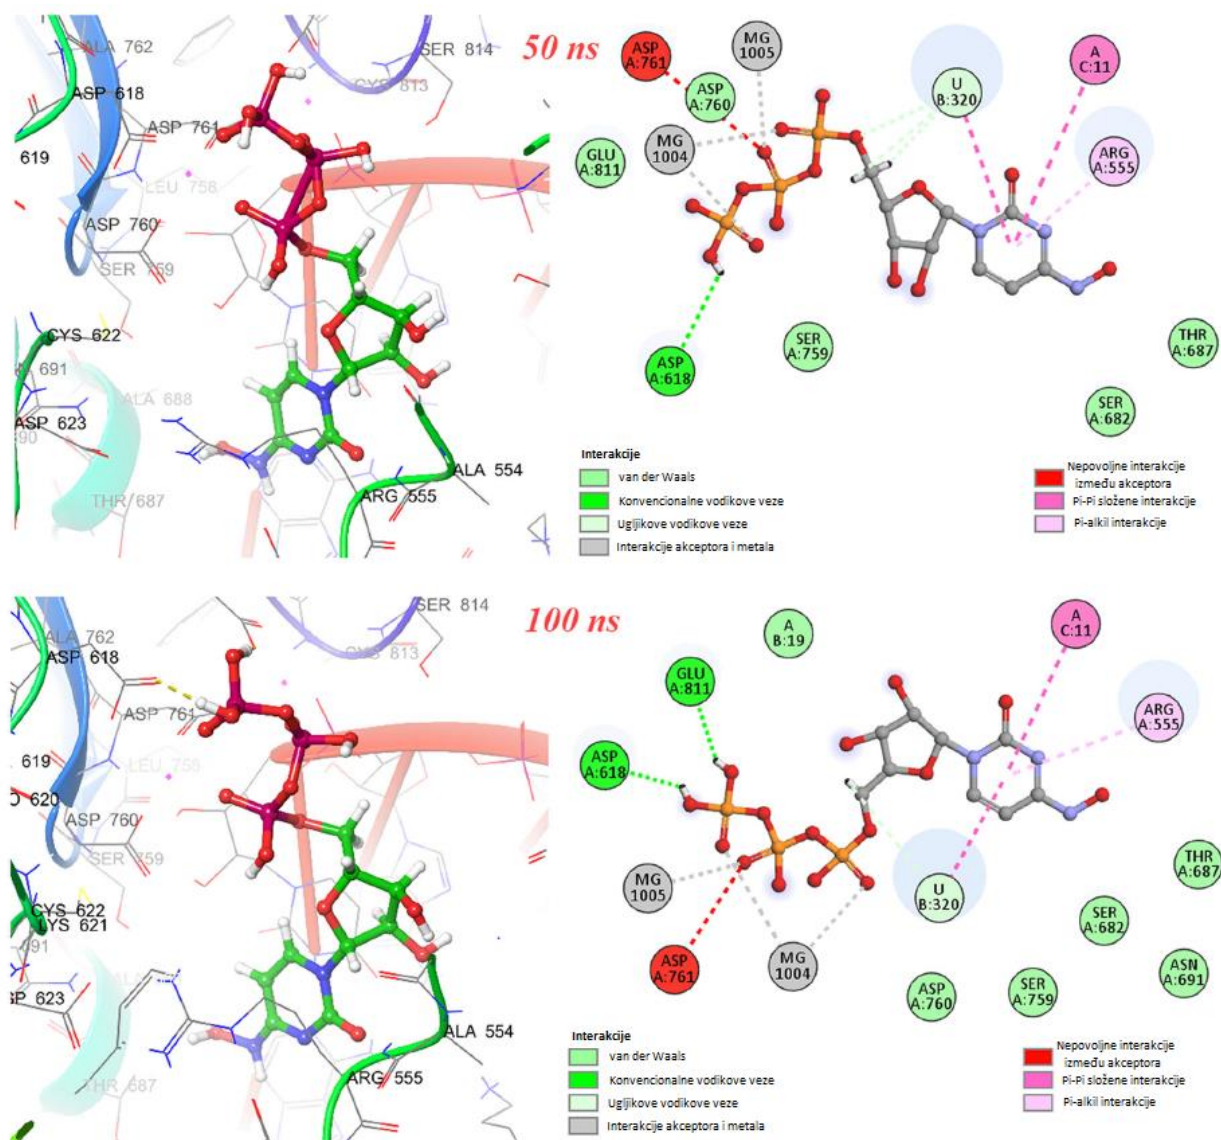 50 ns
ALA 762
SER 814
ASP 618
CYS 813
ASP 761
619
LEU 758
ASP 760
SER 759
CYS 622
691
ALA 688
ASP 623
90
ALA 554
THR 687
ARG 555
ASP
A:761
MG
1005
A
C:11
ASP
A:760
U
B:320
MG
1004
GLU
A:811
ARG
A:555
SER
A:759
THR
A:687
ASP
A:618
SER
A:682
Interakcije
van der Waals
Konvencionalne vodikove veze
Ugljikove vodikove veze
Interakcije akceptora i metala
Nepovoljne interakcije
između akceptora
Pi-Pi složene interakcije
Pi-alkil interakcije
100 ns
SER 814
ALA 762
ASP 618
CYS 813
ASP 761
619
LEU 758
O 620
ASP 760
SER 759
CYS 622
LYS 621
691
SP 623
ALA 554
THR 687
ARG 555
A
B:19
A
C:11
GLU
A:811
ARG
A:555
ASP
A:618
MG
1005
U
B:320
THR
A:687
SER
A:682
ASP
A:761
MG
1004
ASP
A:760
SER
A:759
ASN
A:691
Interakcije
van der Waals
Konvencionalne vodikove veze
Ugljikove vodikove veze
Interakcije akceptora i metala
Nepovoljne interakcije
između akceptora
Pi-Pi složene interakcije
Pi-alkil interakcije